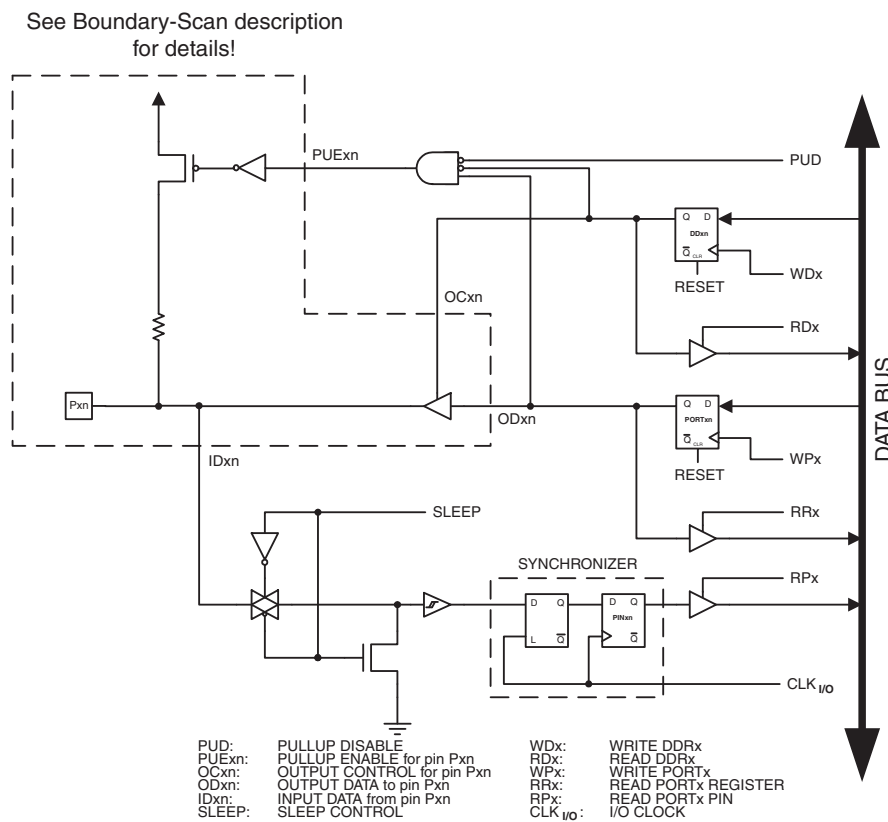 See Boundary-Scan description
for details!
PUExn
PUD
Q D
DDxn
Q
CLR
WDx
RESET
OCxn
RDx
Pxn
ODxn
Q D
PORTxn
Q
CLR
WPx
RESET
IDxn
DATA BUS
SLEEP
RRx
SYNCHRONIZER
RPx
D Q
L Q
D Q
PINxn
Q
CLK I/O
PUD: PULLUP DISABLE
PUExn: PULLUP ENABLE for pin Pxn
OCxn: OUTPUT CONTROL for pin Pxn
ODxn: OUTPUT DATA to pin Pxn
IDxn: INPUT DATA from pin Pxn
SLEEP: SLEEP CONTROL
WDx: WRITE DDRx
RDx: READ DDRx
WPx: WRITE PORTx
RRx: READ PORTx REGISTER
RPx: READ PORTx PIN
CLK I/O: I/O CLOCK